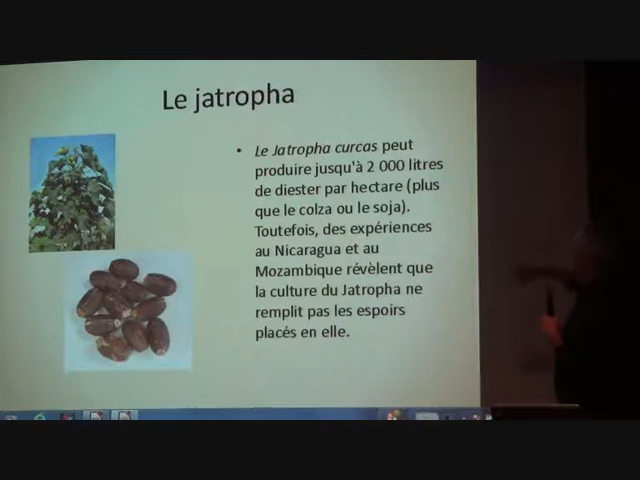 Le jatropha
• Le Jatropha curcas peut
produire jusqu'à 2 000 litres
de diester par hectare (plus
que le colza ou le soja).
Toutefois, des expériences
au Nicaragua et au
Mozambique révèlent que
la culture du Jatropha ne
remplit pas les espoirs
placés en elle.